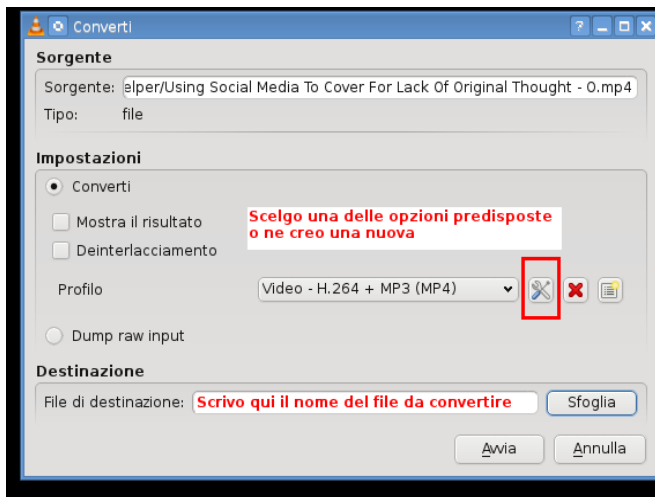 Converti
Sorgente
Sorgente: elper/Using Social Media To Cover For Lack Of Original Thought - O.mp4
Tipo: file
Impostazioni
Converti
Mostra il risultato
Scelgo una delle opzioni predisposte
o ne creo una nuova
Deinterlacciamento
Profilo Video - H.264 + MP3 (MP4)
Dump raw input
Destinazione
File di destinazione: Scrivo qui il nome del file da convertire Sfoglia
Avvia Annulla